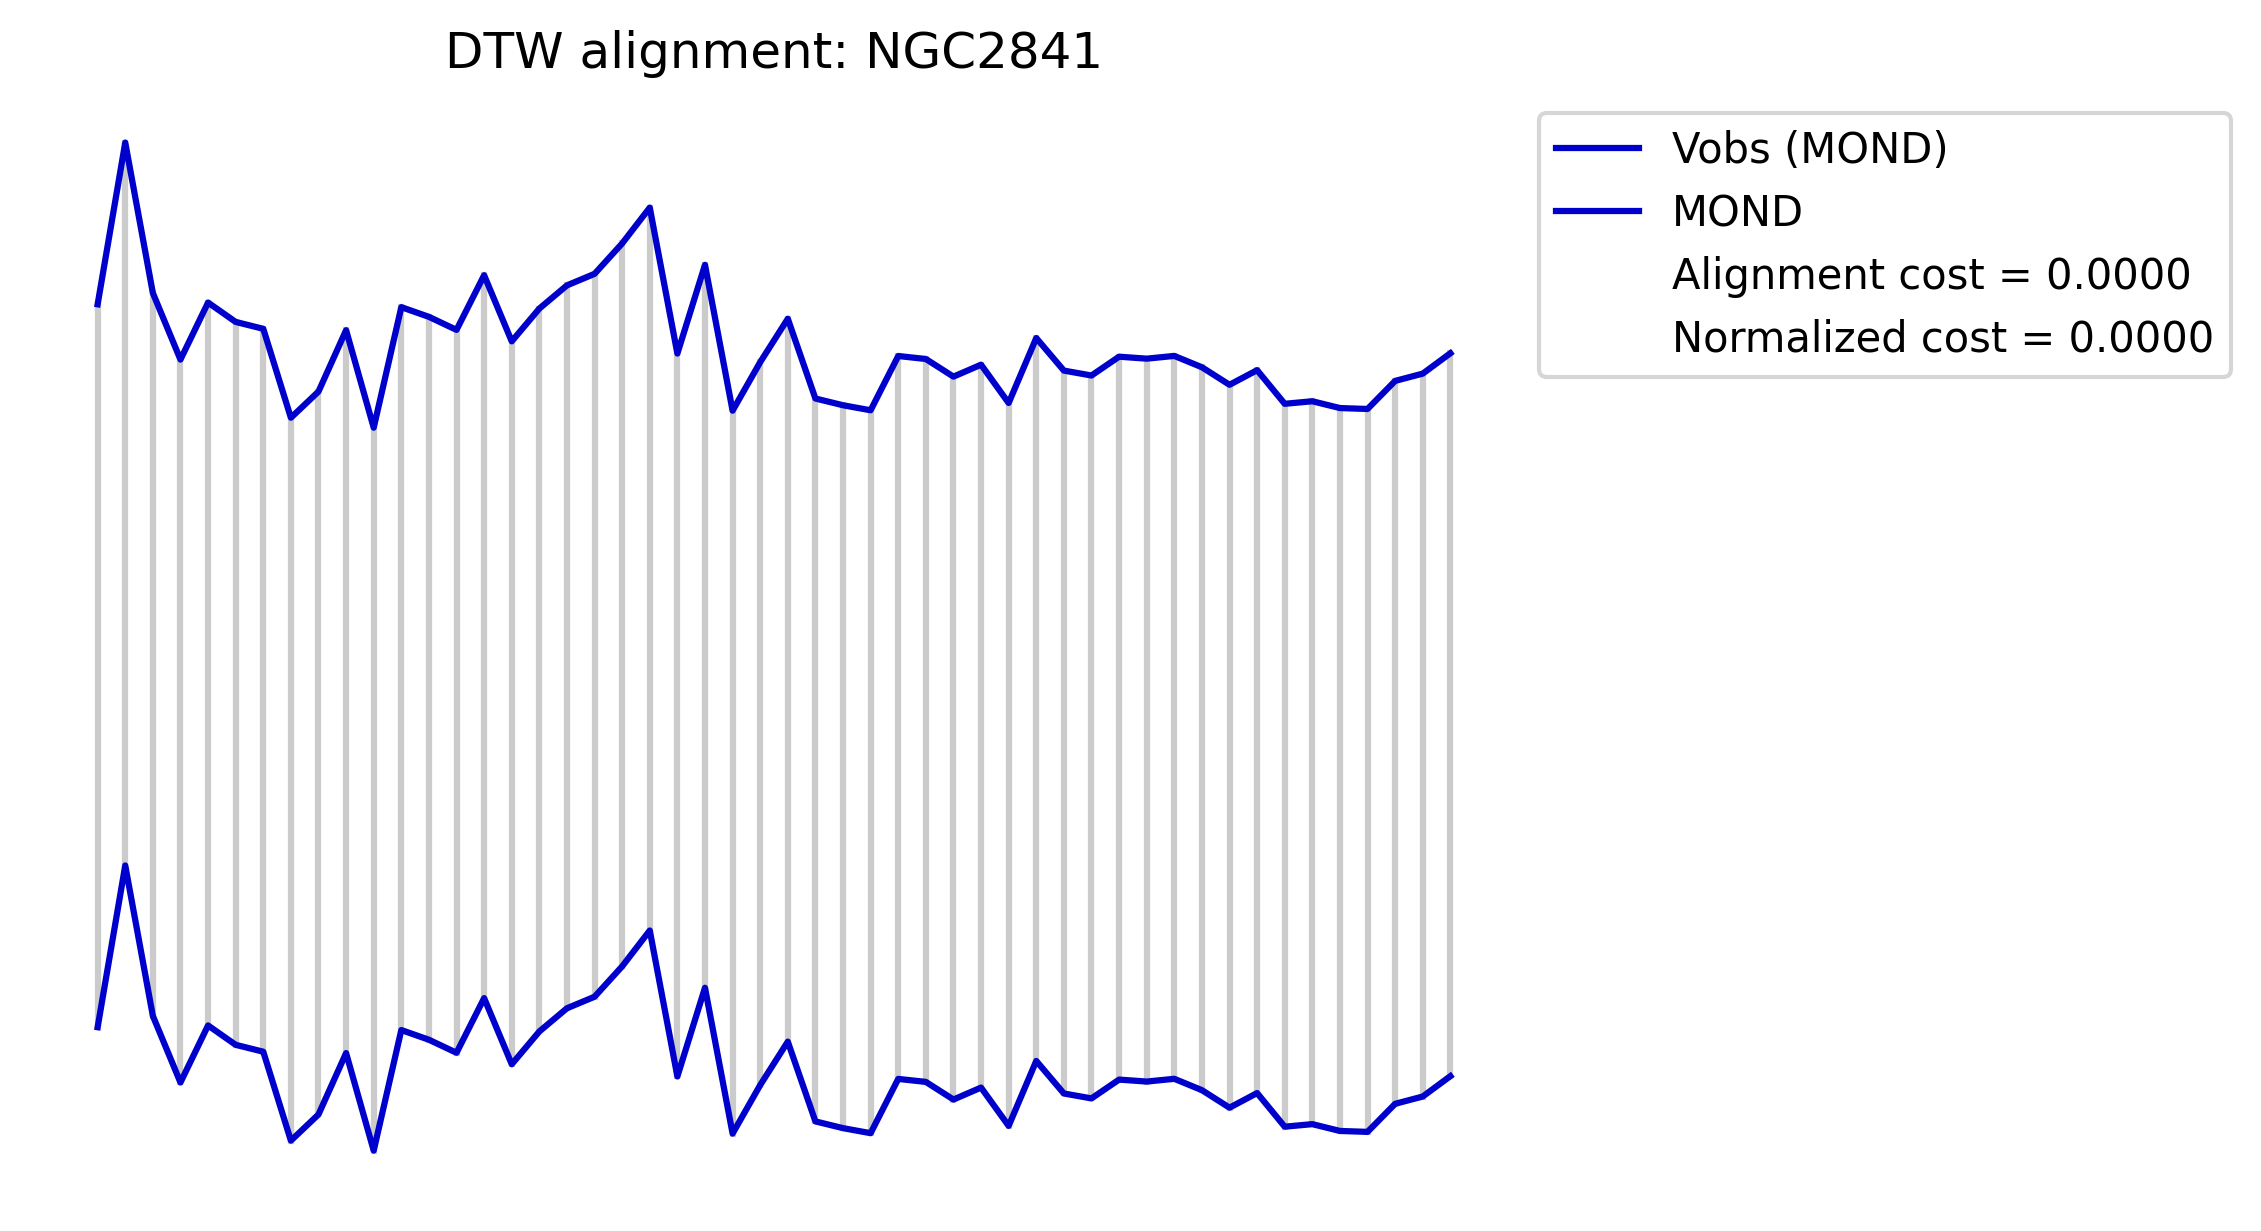 DTW alignment: NGC2841
Vobs (MOND)
MOND
Alignment cost = 0.0000
Normalized cost = 0.0000